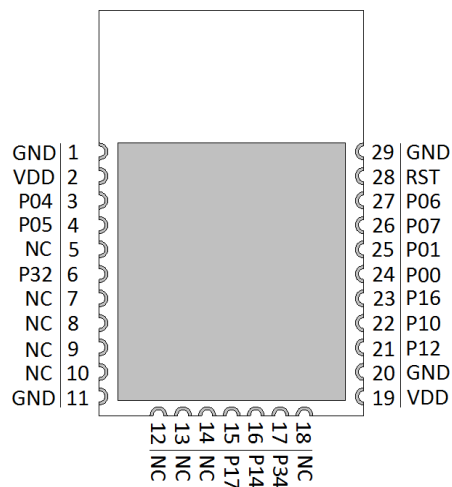 GND 1
VDD 2
P04 3
P05 4
NC 5
P32 6
NC 7
NC 8
NC 9
NC 10
GND 11
12 NC
13 NC
14 NC
15 P17
16 P14
17 P34
18 NC
29 GND
28 RST
27 P06
26 P07
25 P01
24 P00
23 P16
22 P10
21 P12
20 GND
19 VDD